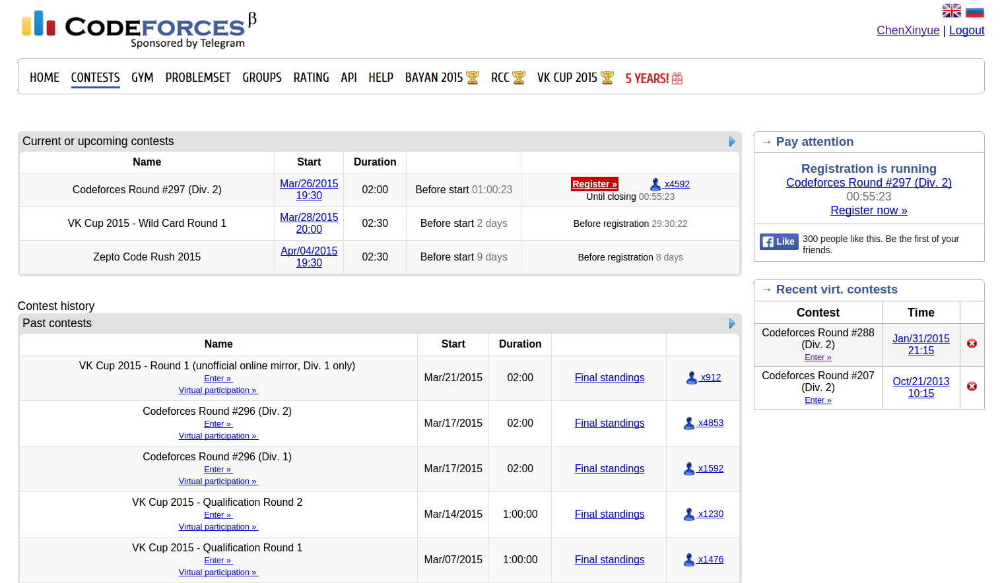 CODEFORCES β
Sponsored by Telegram
ChenXinyue | Logout
HOME CONTESTS GYM PROBLEMSET GROUPS RATING API HELP BAYAN 2015 RCC VK CUP 2015 5 YEARS!
Current or upcoming contests
Name Start Duration
Codeforces Round #297 (Div. 2) Mar/26/2015 19:30 02:00 Before start 01:00:23 Register » x4592
Until closing 00:55:23
VK Cup 2015 - Wild Card Round 1 Mar/28/2015 20:00 02:30 Before start 2 days Before registration 29:30:22
Zepto Code Rush 2015 Apr/04/2015 19:30 02:30 Before start 9 days Before registration 8 days
Contest history
Past contests
Name Start Duration
VK Cup 2015 - Round 1 (unofficial online mirror, Div. 1 only)
Enter »
Virtual participation »
Mar/21/2015 02:00 Final standings x912
Codeforces Round #296 (Div. 2)
Enter »
Virtual participation »
Mar/17/2015 02:00 Final standings x4853
Codeforces Round #296 (Div. 1)
Enter »
Virtual participation »
Mar/17/2015 02:00 Final standings x1592
VK Cup 2015 - Qualification Round 2
Enter »
Virtual participation »
Mar/14/2015 1:00:00 Final standings x1230
VK Cup 2015 - Qualification Round 1
Enter »
Virtual participation »
Mar/07/2015 1:00:00 Final standings x1476
→ Pay attention
Registration is running
Codeforces Round #297 (Div. 2)
00:55:23
Register now »
Like 300 people like this. Be the first of your
friends.
→ Recent virt. contests
Contest Time
Codeforces Round #288
(Div. 2)
Enter »
Jan/31/2015
21:15
Codeforces Round #207
(Div. 2)
Enter »
Oct/21/2013
10:15